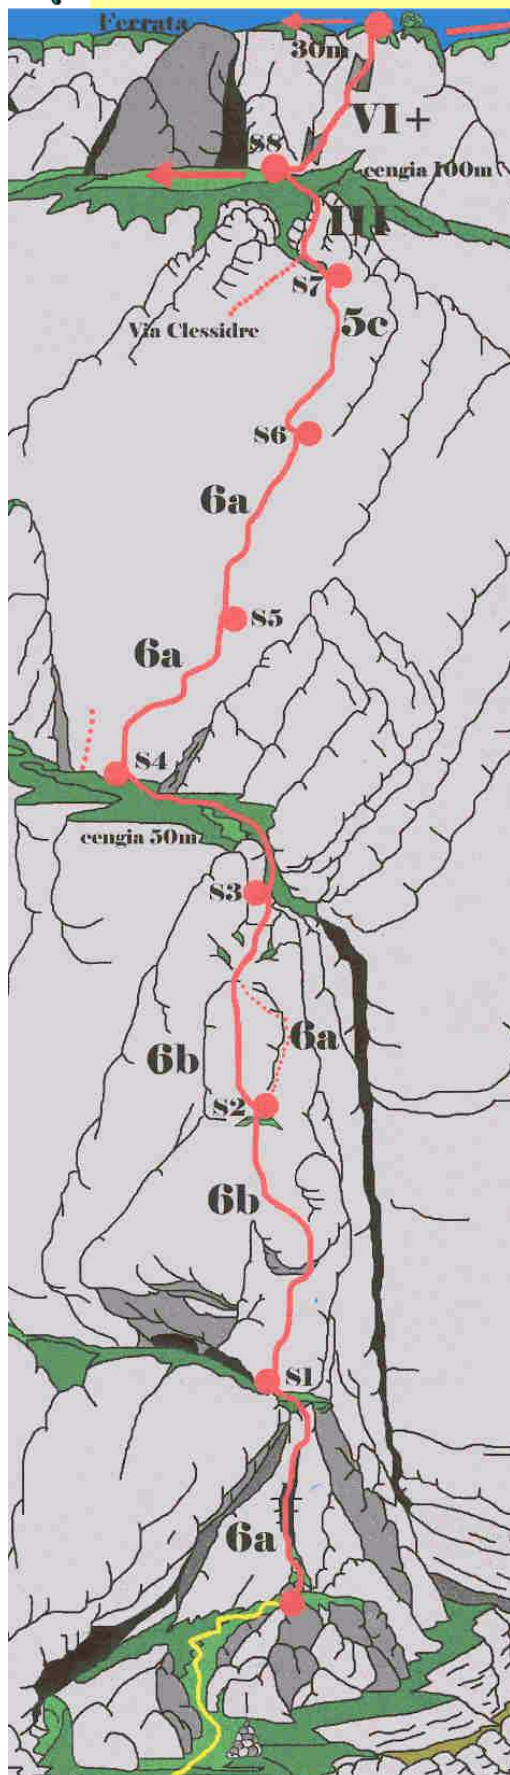 Ferrata
30m
VI+
S8
cengia 100m
III
S7
5c
Via Clessidre
S6
6a
S5
6a
S4
cengia 50m
S3
6a
6b
S2
6b
S1
6a